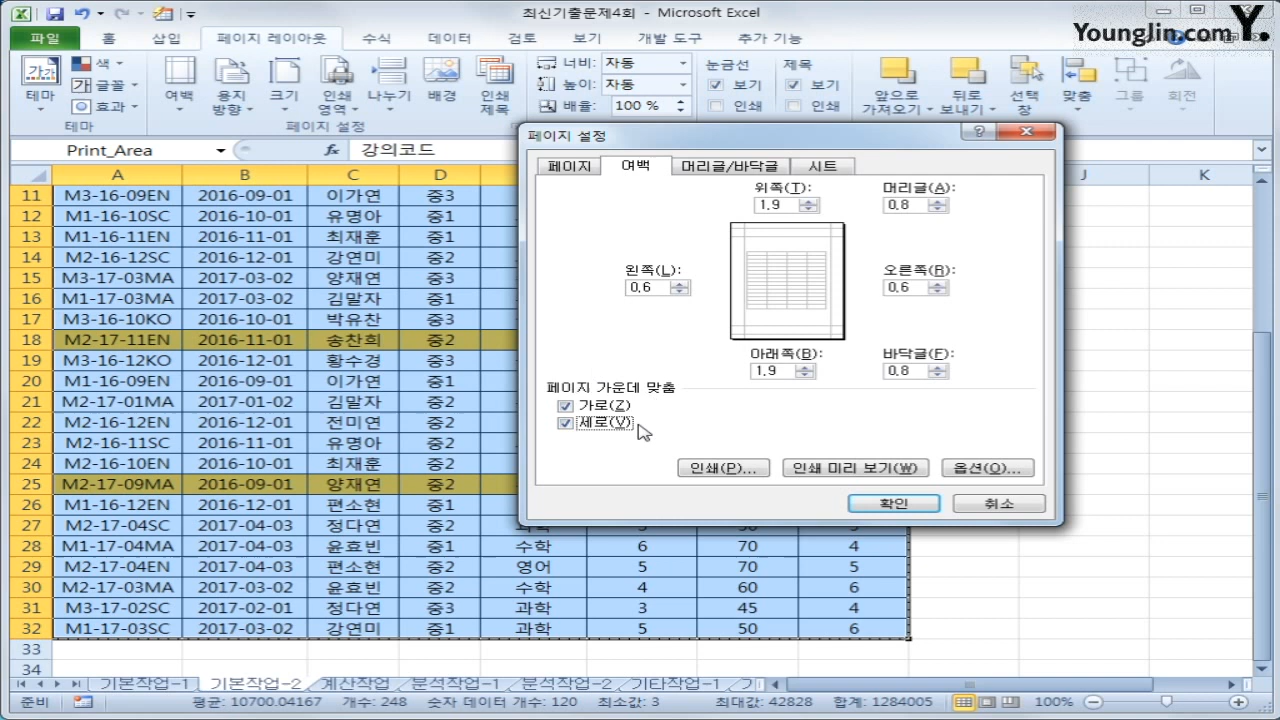 최신기출문제4회 - Microsoft Excel
YoungJin.com Y.
파일 홈 삽입 페이지 레이아웃 수식 데이터 검토 보기 개발 도구 추가 기능
테마 색 글꼴 효과 여백 용지 방향 크기 인쇄 영역 나누기 배경 인쇄 제목
너비: 자동 높이: 자동 배율: 100 %
눈금선 보기 인쇄 제목 보기 인쇄
앞으로 가져오기 뒤로 보내기 선택 창 맞춤 그룹 회전
테마 페이지 설정
Print_Area fx 강의코드
A B C D J K
11 M3-16-09EN 2016-09-01 이가연 중3
12 M1-16-10SC 2016-10-01 유명아 중1
13 M1-16-11EN 2016-11-01 최재훈 중1
14 M2-16-12SC 2016-12-01 강연미 중2
15 M3-17-03MA 2017-03-02 양재연 중3
16 M1-17-03MA 2017-03-02 김말자 중1
17 M3-16-10KO 2016-10-01 박유찬 중3
18 M2-17-11EN 2016-11-01 송찬희 중2
19 M3-16-12KO 2016-12-01 황수경 중3
20 M1-16-09EN 2016-09-01 이가연 중1
21 M2-17-01MA 2017-01-02 김말자 중2
22 M2-16-12EN 2016-12-01 전미연 중2
23 M2-16-11SC 2016-11-01 유명아 중2
24 M2-16-10EN 2016-10-01 최재훈 중2
25 M2-17-09MA 2016-09-01 양재연 중2
26 M1-16-12EN 2016-12-01 편소현 중1
27 M2-17-04SC 2017-04-03 정다연 중2
28 M1-17-04MA 2017-04-03 윤효빈 중1 수학 6 70 4
29 M2-17-04EN 2017-04-03 편소현 중2 영어 5 70 5
30 M2-17-03MA 2017-03-02 윤효빈 중2 수학 4 60 6
31 M3-17-02SC 2017-02-01 정다연 중3 과학 3 45 4
32 M1-17-03SC 2017-03-02 강연미 중1 과학 5 50 6
33
34
페이지 설정
페이지 여백 머리글/바닥글 시트
위쪽(T): 머리글(A):
1.9 0.8
왼쪽(L): 오른쪽(R):
0.6 0.6
아래쪽(B): 바닥글(F):
1.9 0.8
페이지 가운데 맞춤
가로(Z)
세로(V)
인쇄(P)... 인쇄 미리 보기(W) 옵션(O)...
확인 취소
기본작업-1 기본작업-2 계산작업 분석작업-1 분석작업-2 기타작업-1
준비 평균: 10700.04167 개수: 248 숫자 데이터 개수: 120 최소값: 3 최대값: 42828 합계: 1284005 100%